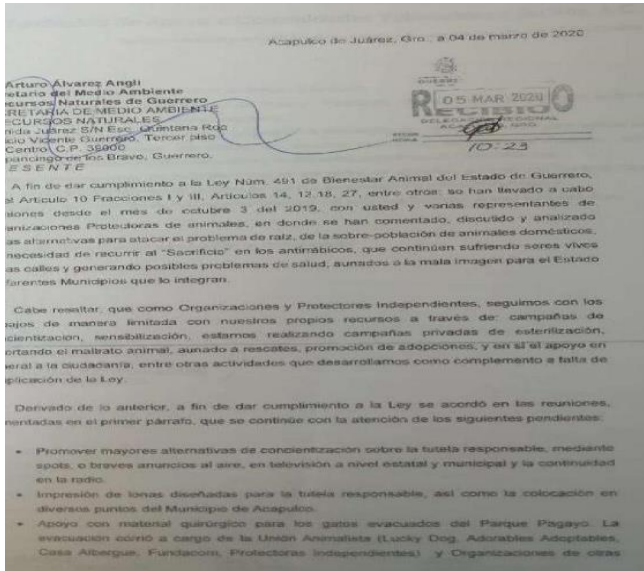 Acapulco de Juárez, Gro., a 04 de marzo de 2020
Arturo Álvarez Angli
etario del Medio Ambiente
ecursos Naturales de Guerrero
RETARIA DE MEDIO AMBIENTE
ECURSOS NATURALES
nida Juárez S/N Esc. Quintana Roo
icio Vicente Guerrero, Tercer piso
Centro, C.P. 39000
pancingo de los Bravo, Guerrero,
ESENTE
05 MAR 2020
RECIBIO
DELEGACION REGIONAL
ACAPULCO, GRO.
10:23
A fin de dar cumplimiento a la Ley Núm. 491 de Bienestar Animal del Estado de Guerrero,
el Artículo 10 Fracciones I y III, Artículos 14, 12,18, 27, entre otros; se han llevado a cabo
niones desde el mes de octubre 3 del 2019, con usted y varias representantes de
anizaciones Protectoras de animales, en donde se han comentado, discutido y analizado
as alternativas para atacar el problema de raíz, de la sobre-población de animales domésticos,
necesidad de recurrir al "Sacrificio" en los antirrábicos, que continúen sufriendo seres vivos
as calles y generando posibles problemas de salud, aunados a la mala imagen para el Estado
ferentes Municipios que lo integran.
Cabe resaltar, que como Organizaciones y Protectores Independientes, seguimos con los
bajos de manera limitada con nuestros propios recursos a través de: campañas de
cientización, sensibilización, estamos realizando campañas privadas de esterilización,
ortando el maltrato animal, aunado a rescates, promoción de adopciones, y en sí el apoyo en
eral a la ciudadanía, entre otras actividades que desarrollamos como complemento a falta de
plicación de la Ley.
Derivado de lo anterior, a fin de dar cumplimiento a la Ley se acordó en las reuniones,
mentadas en el primer párrafo, que se continúe con la atención de los siguientes pendientes:
• Promover mayores alternativas de concientización sobre la tutela responsable, mediante
spots, o breves anuncios al aire, en televisión a nivel estatal y municipal y la continuidad
en la radio.
• Impresión de lonas diseñadas para la tutela responsable, así como la colocación en
diversos puntos del Municipio de Acapulco.
• Apoyo con material quirúrgico para los gatos evacuados del Parque Papagayo. La
evacuación corrió a cargo de la Unión Animalista (Lucky Dog, Adorables Adoptables,
Casa Albergue, Fundacom, Protectoras Independientes) y Organizaciones de otras